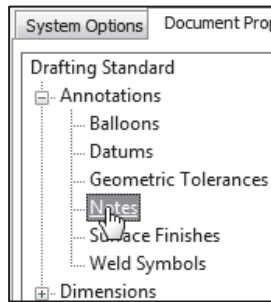 System Options Document Prop
Drafting Standard
Annotations
Balloons
Datums
Geometric Tolerances
Notes
Surface Finishes
Weld Symbols
Dimensions